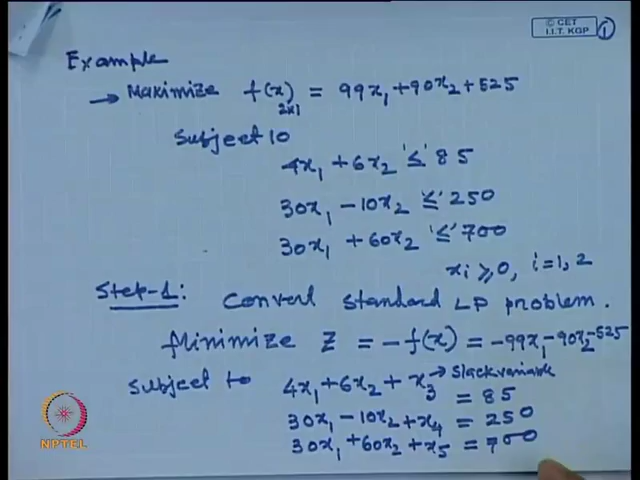 © CET
I.I.T. KGP
1
Example
→ Maximize f(x) = 99x₁ + 90x₂ + 525
2x1
Subject to
4x₁ + 6x₂ '≤' 85
30x₁ - 10x₂ '≤' 250
30x₁ + 60x₂ '≤' 700
xi ≥ 0, i = 1, 2
Step-1: Convert standard LP problem.
Minimize Z = -f(x) = -99x₁ - 90x₂ - 525
Subject to 4x₁ + 6x₂ + x₃ → Slack variable = 85
30x₁ - 10x₂ + x₄ = 250
30x₁ + 60x₂ + x₅ = 700
NPTEL